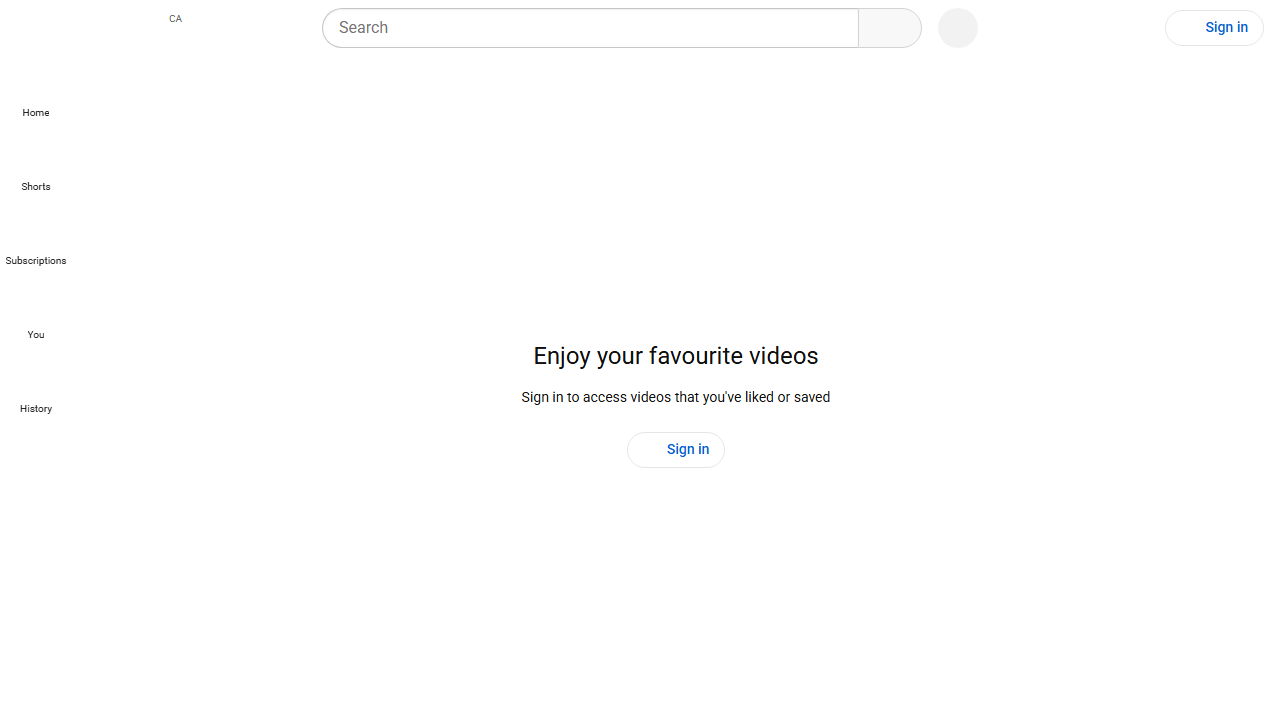 CA
Search
Sign in
Home
Shorts
Subscriptions
You
History
Enjoy your favourite videos
Sign in to access videos that you've liked or saved
Sign in